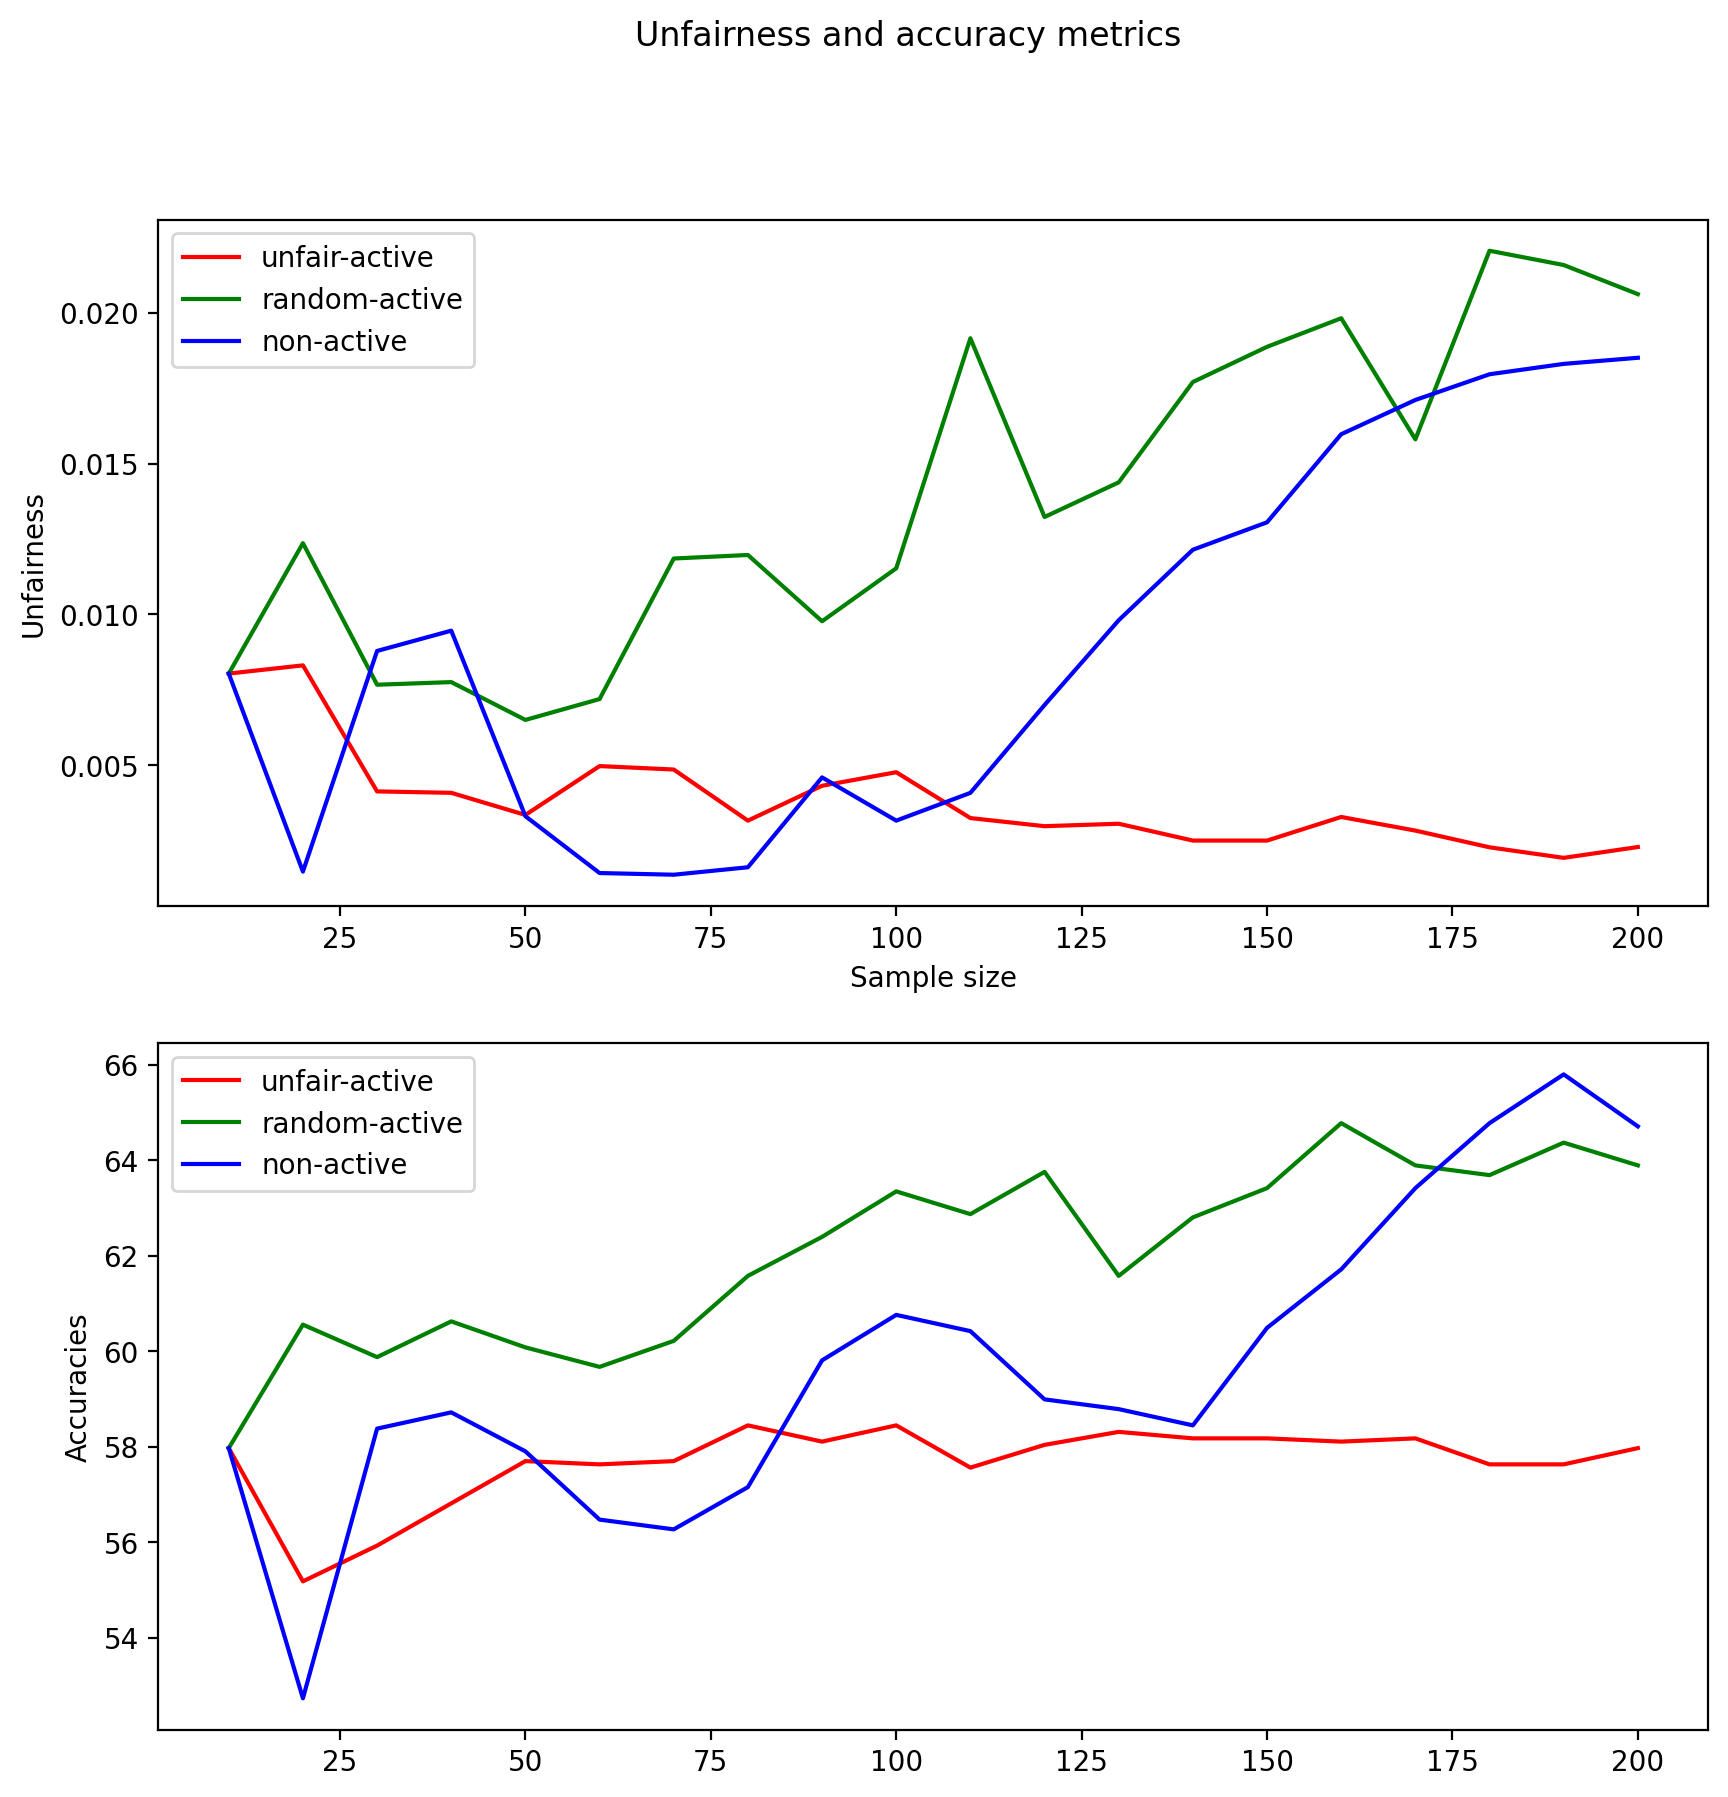 Unfairness and accuracy metrics
unfair-active
random-active
non-active
0.020
0.015
0.010
0.005
Unfairness
25 50 75 100 125 150 175 200
Sample size
unfair-active
random-active
non-active
66
64
62
60
58
56
54
Accuracies
25 50 75 100 125 150 175 200